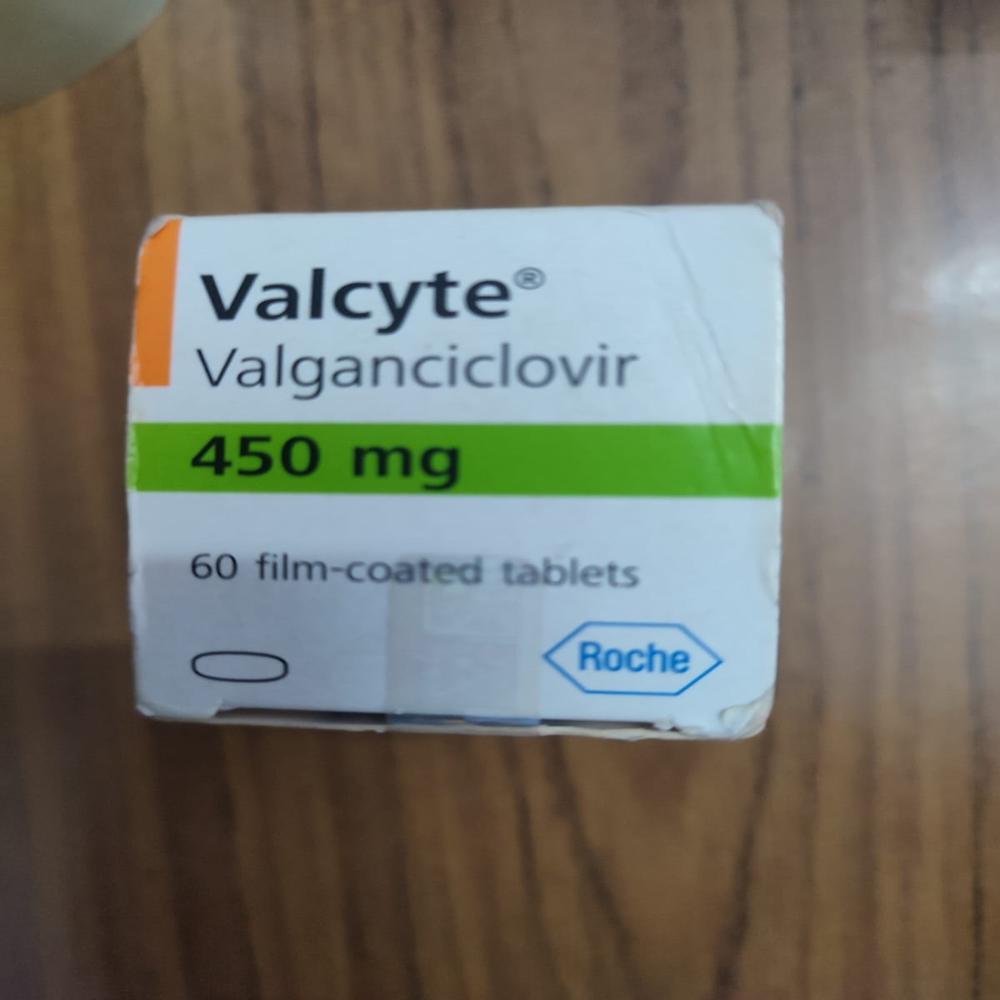 Valcyte®
Valganciclovir
450 mg
60 film-coated tablets
Roche